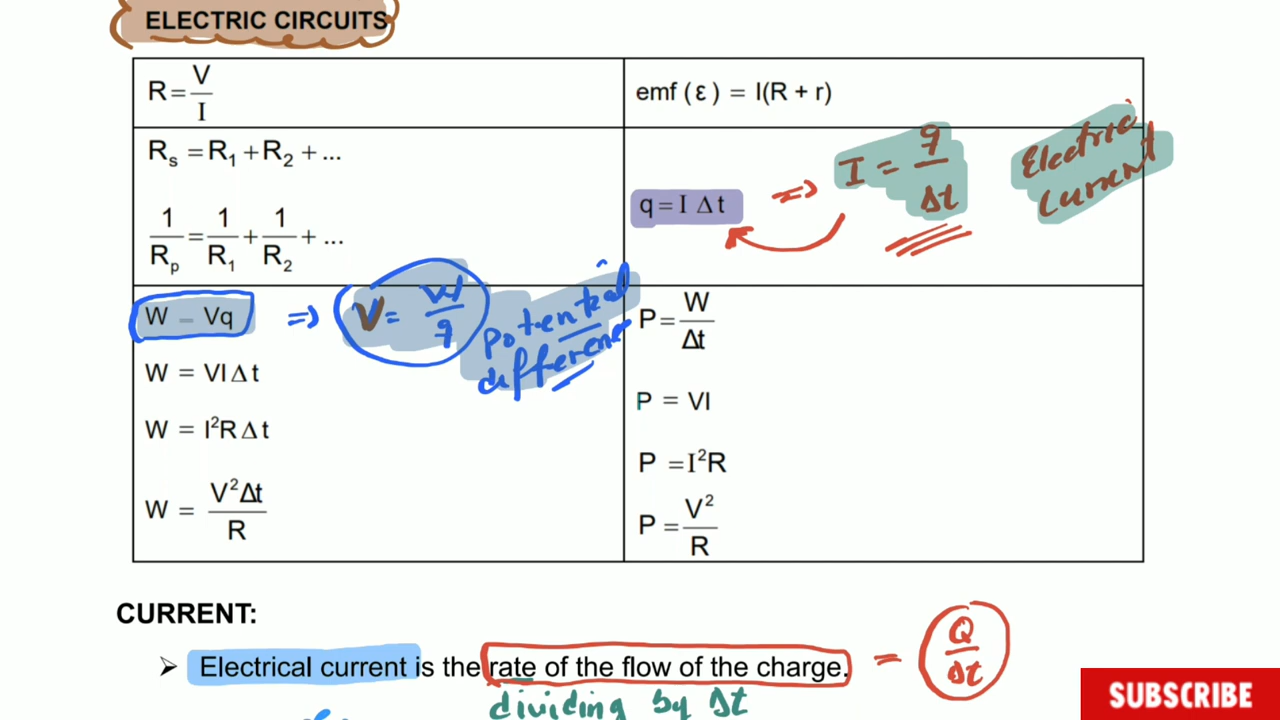 ELECTRIC CIRCUITS
R = V/I
emf (ε) = I(R + r)
Rs = R1 + R2 + ...
1/Rp = 1/R1 + 1/R2 + ...
q = I Δt ⇒ I = q/Δt
Electric
Current
W = Vq ⇒ V = W/q
potential
difference
W = VIΔt
W = I²RΔt
W = V²Δt/R
P = W/Δt
P = VI
P = I²R
P = V²/R
CURRENT:
➢ Electrical current is the rate of the flow of the charge. = Q/Δt
dividing by Δt
SUBSCRIBE